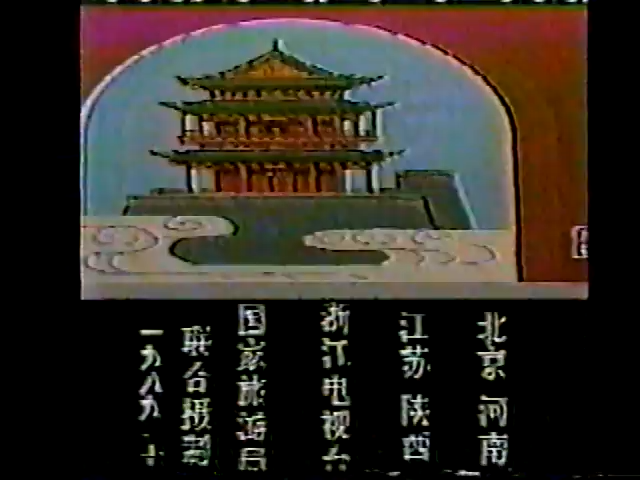 北京 河南
江苏 陕西
浙江电视台
国家旅游局
联合摄制
一九八九 十